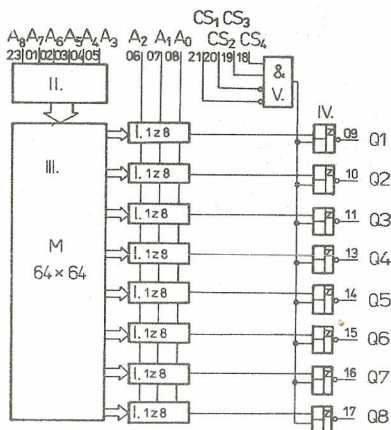 CS₁ CS₃
A₈A₇A₆A₅A₄A₃ A₂ A₁A₀ CS₂ CS₄
23 01 02 03 04 05 06 07 08 21 20 19 18
&
V.
II.
IV.
I. 1z8 Z 09 Q1
III.
I. 1z8 Z 10 Q2
I. 1z8 Z 11 Q3
M
I. 1z8 Z 13 Q4
64×64
I. 1z8 Z 14 Q5
I. 1z8 Z 15 Q6
I. 1z8 Z 16 Q7
I. 1z8 Z 17 Q8